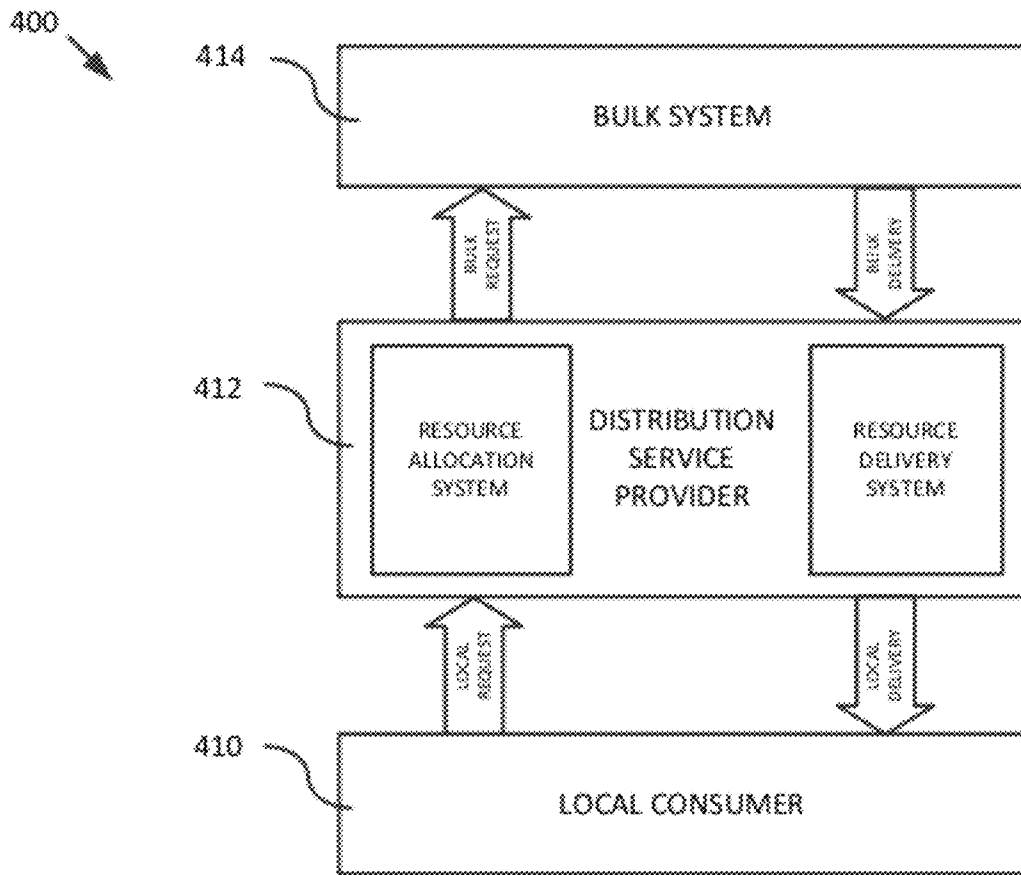 400
414
BULK SYSTEM
BULK
REQUEST
BULK
DELIVERY
412
RESOURCE
ALLOCATION
SYSTEM
DISTRIBUTION
SERVICE
PROVIDER
RESOURCE
DELIVERY
SYSTEM
LOCAL
REQUEST
LOCAL
DELIVERY
410
LOCAL CONSUMER